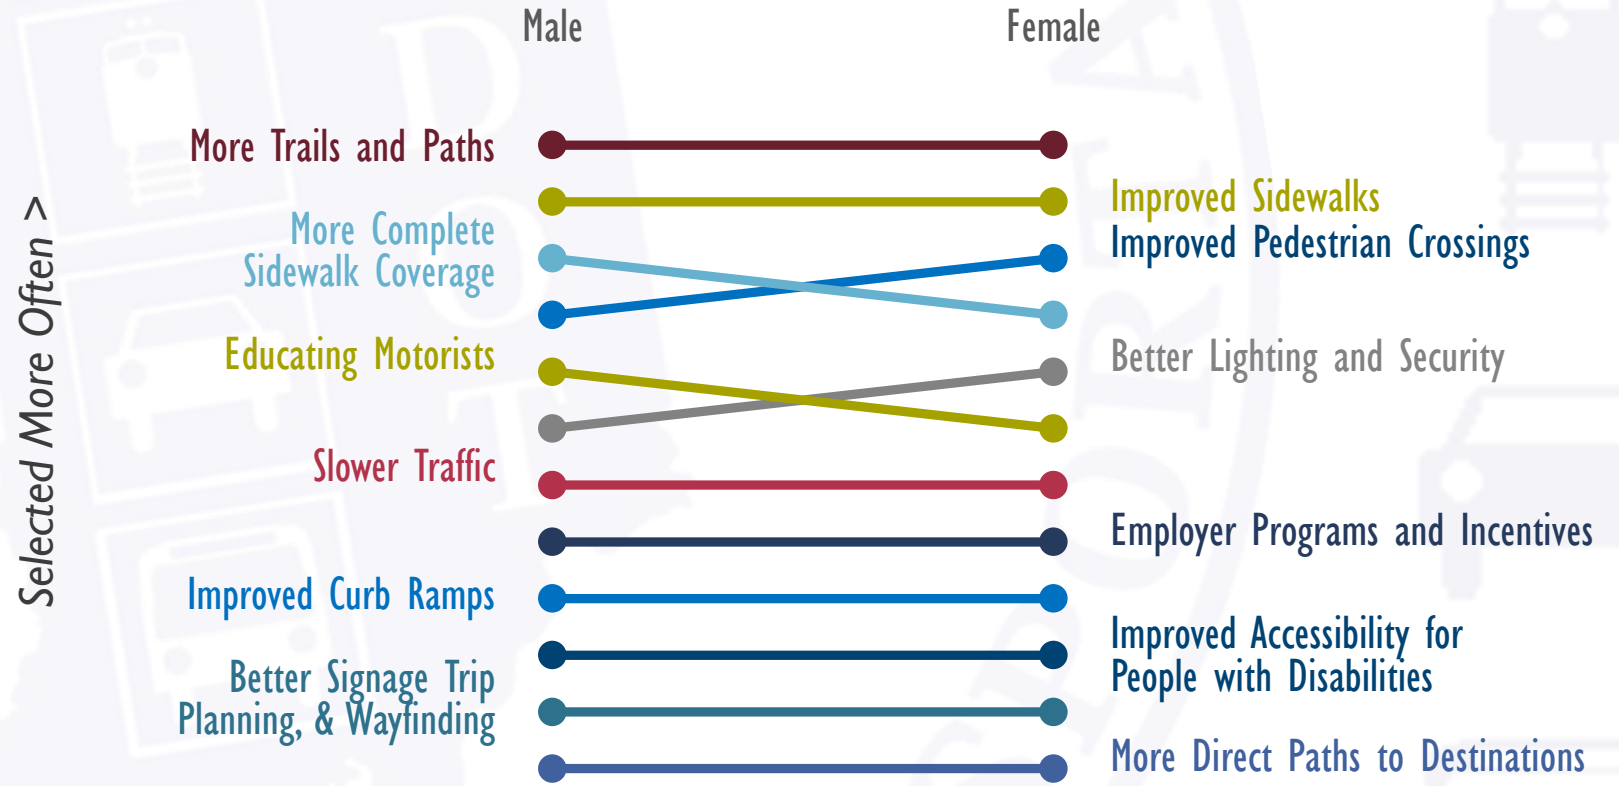 Male
Female
Selected More Often >
More Trails and Paths
Improved Sidewalks
More Complete
Sidewalk Coverage
Improved Pedestrian Crossings
Educating Motorists
Better Lighting and Security
Slower Traffic
Employer Programs and Incentives
Improved Curb Ramps
Improved Accessibility for
People with Disabilities
Better Signage Trip
Planning, & Wayfinding
More Direct Paths to Destinations
DOT